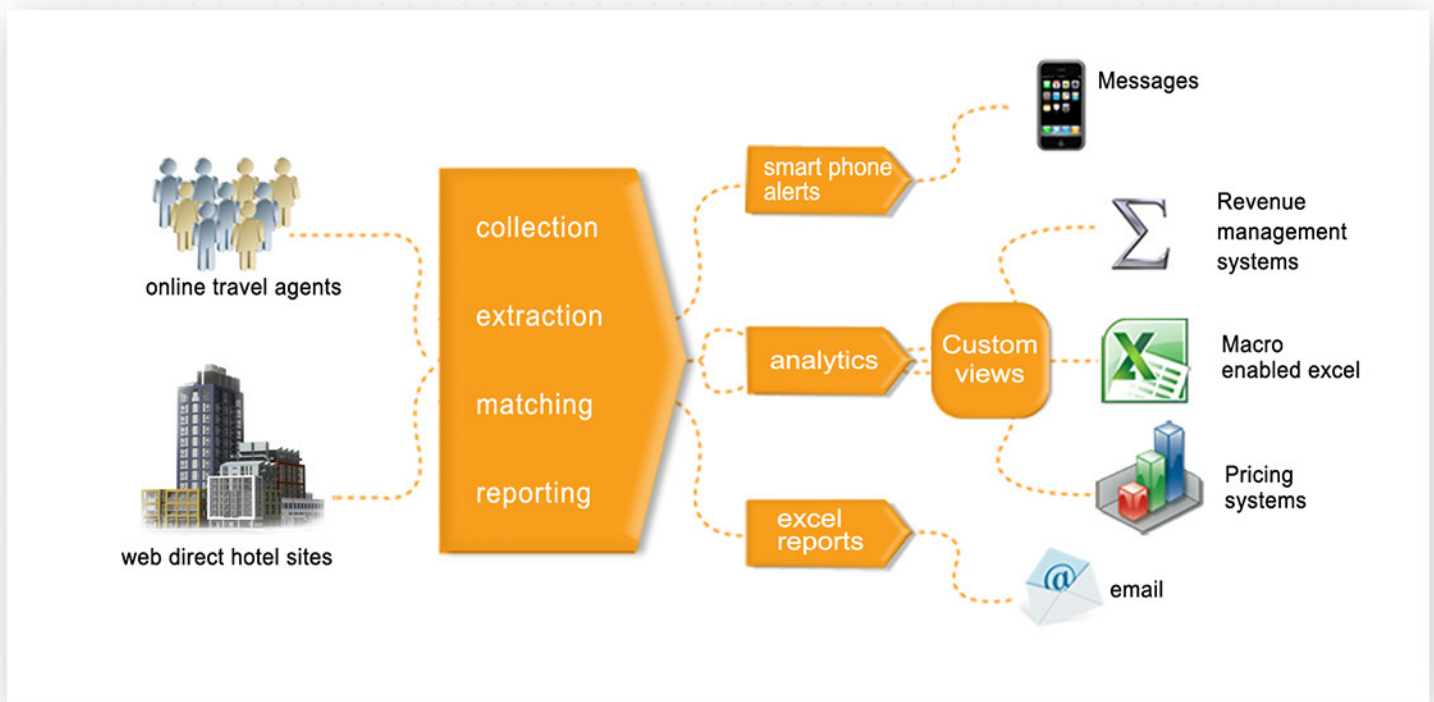 online travel agents
web direct hotel sites
collection
extraction
matching
reporting
smart phone
alerts
analytics
excel
reports
Custom
views
Messages
Revenue
management
systems
Macro
enabled excel
Pricing
systems
email